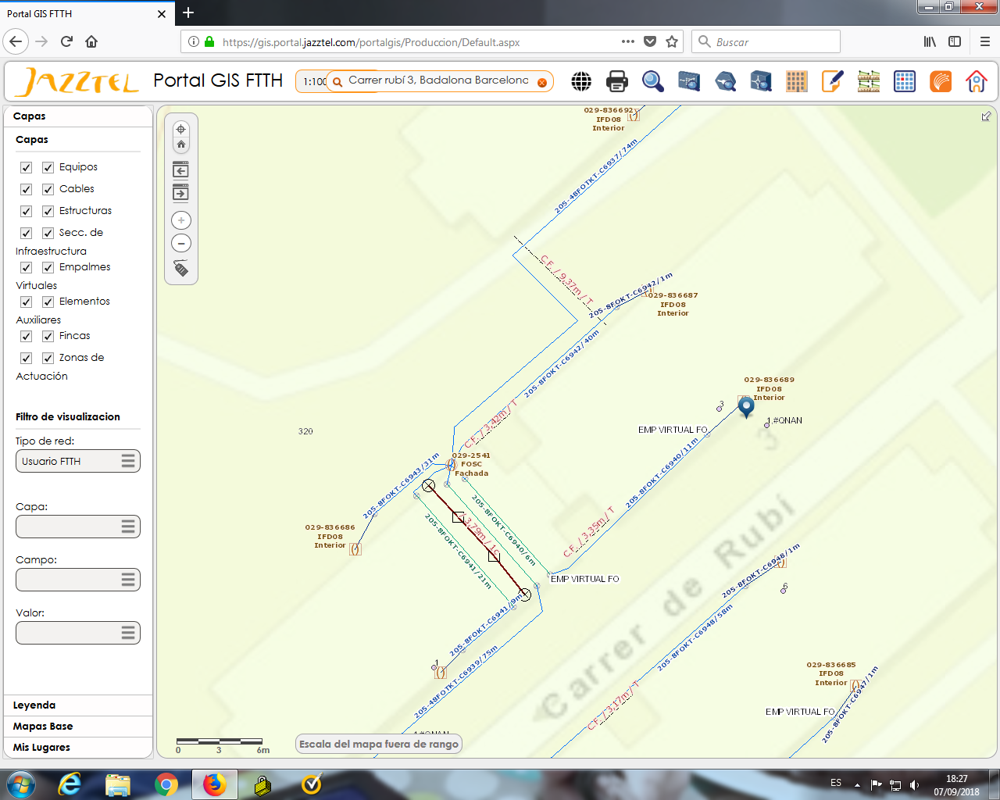 Portal GIS FTTH
https://gis.portal.jazztel.com/portalgis/Produccion/Default.aspx
Buscar
JAZZTEL
Portal GIS FTTH
1:100
Carrer rubí 3, Badalona Barcelona
Capas
Capas
Equipos
Cables
Estructuras
Secc. de
Infraestructura
Empalmes
Virtuales
Elementos
Auxiliares
Fincas
Zonas de
Actuación
Filtro de visualizacion
Tipo de red:
Usuario FTTH
Capa:
Campo:
Valor:
Leyenda
Mapas Base
Mis Lugares
029-836692
IFD08
Interior
205-48FOTKT-C6937/74m
C.F. / 9,37m / T
205-8FOKT-C6942/1m
029-836687
IFD08
Interior
205-8FOKT-C6942/40m
029-836689
IFD08
Interior
3
1,#QNAN
EMP VIRTUAL FO
3
320
C.F. / 3,42m / T
029-2541
FOSC
Fachada
205-8FOKT-C6943/31m
205-8FOKT-C6940/11m
029-836686
IFD08
Interior
205-8FOKT-C6940/6m
/ 3,79m / 1c
205-8FOKT-C6941/21m
C.F. / 3,35m / T
EMP VIRTUAL FO
Carrer de Rubí
205-8FOKT-C6948/1m
6
205-8FOKT-C6941/9m
205-8FOKT-C6948/58m
1
205-48FOTKT-C6939/75m
029-836685
IFD08
Interior
205-8FOKT-C6947/1m
C.F. / 3,17m / T
EMP VIRTUAL FO
1,#QNAN
0 3 6m
Escala del mapa fuera de rango
ES
18:27
07/09/2018